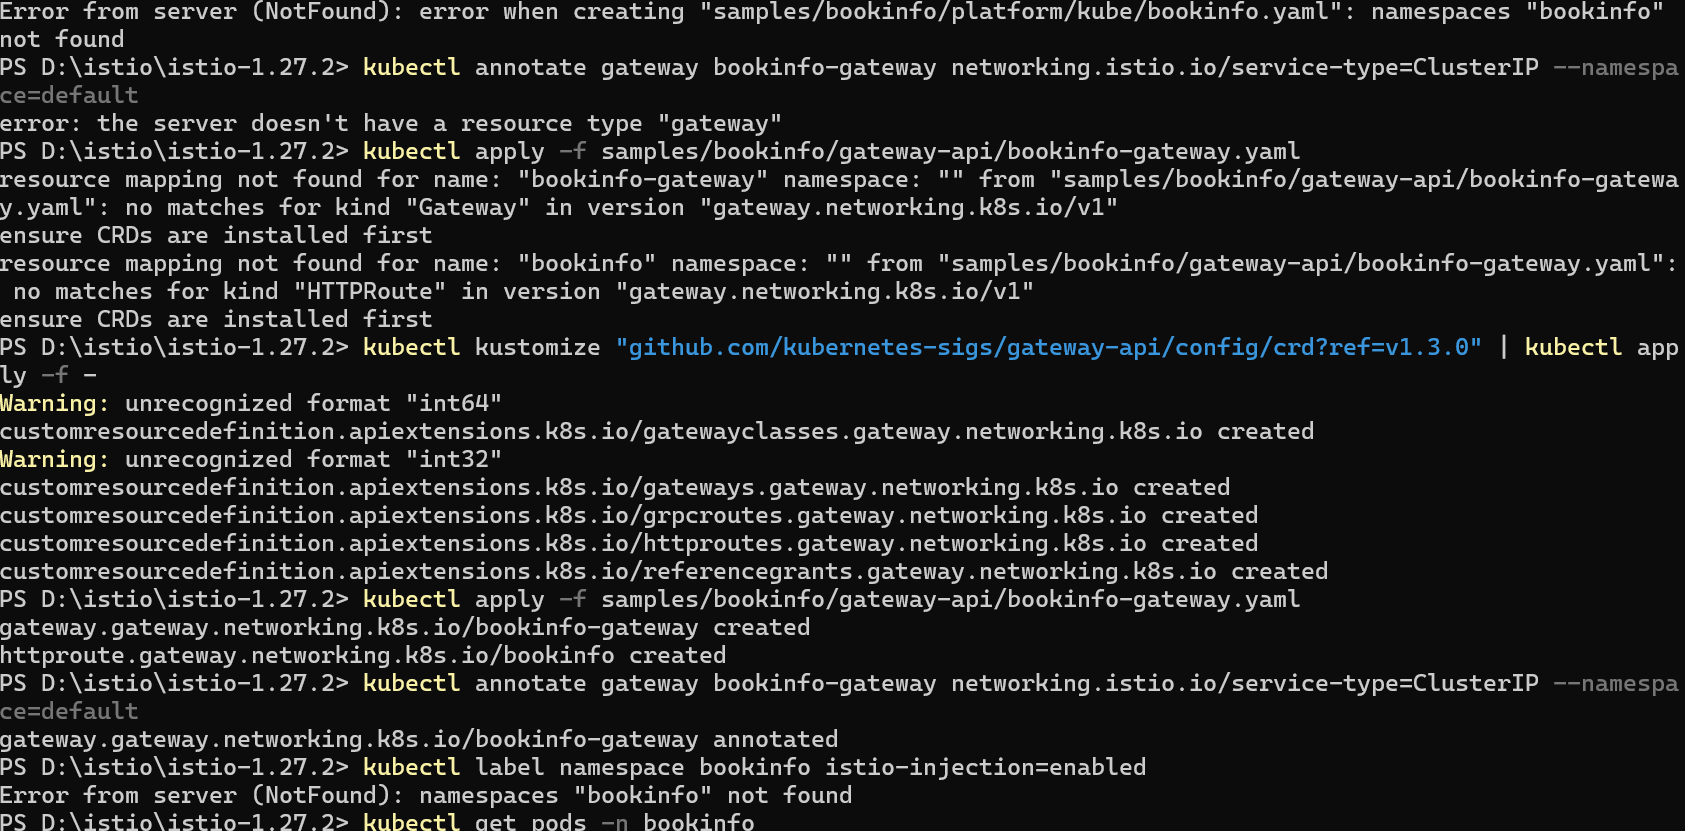 Error from server (NotFound): error when creating "samples/bookinfo/platform/kube/bookinfo.yaml": namespaces "bookinfo"
not found
PS D:\istio\istio-1.27.2> kubectl annotate gateway bookinfo-gateway networking.istio.io/service-type=ClusterIP --namespa
ce=default
error: the server doesn't have a resource type "gateway"
PS D:\istio\istio-1.27.2> kubectl apply -f samples/bookinfo/gateway-api/bookinfo-gateway.yaml
resource mapping not found for name: "bookinfo-gateway" namespace: "" from "samples/bookinfo/gateway-api/bookinfo-gatewa
y.yaml": no matches for kind "Gateway" in version "gateway.networking.k8s.io/v1"
ensure CRDs are installed first
resource mapping not found for name: "bookinfo" namespace: "" from "samples/bookinfo/gateway-api/bookinfo-gateway.yaml":
 no matches for kind "HTTPRoute" in version "gateway.networking.k8s.io/v1"
ensure CRDs are installed first
PS D:\istio\istio-1.27.2> kubectl kustomize "github.com/kubernetes-sigs/gateway-api/config/crd?ref=v1.3.0" | kubectl app
ly -f -
Warning: unrecognized format "int64"
customresourcedefinition.apiextensions.k8s.io/gatewayclasses.gateway.networking.k8s.io created
Warning: unrecognized format "int32"
customresourcedefinition.apiextensions.k8s.io/gateways.gateway.networking.k8s.io created
customresourcedefinition.apiextensions.k8s.io/grpcroutes.gateway.networking.k8s.io created
customresourcedefinition.apiextensions.k8s.io/httproutes.gateway.networking.k8s.io created
customresourcedefinition.apiextensions.k8s.io/referencegrants.gateway.networking.k8s.io created
PS D:\istio\istio-1.27.2> kubectl apply -f samples/bookinfo/gateway-api/bookinfo-gateway.yaml
gateway.gateway.networking.k8s.io/bookinfo-gateway created
httproute.gateway.networking.k8s.io/bookinfo created
PS D:\istio\istio-1.27.2> kubectl annotate gateway bookinfo-gateway networking.istio.io/service-type=ClusterIP --namespa
ce=default
gateway.gateway.networking.k8s.io/bookinfo-gateway annotated
PS D:\istio\istio-1.27.2> kubectl label namespace bookinfo istio-injection=enabled
Error from server (NotFound): namespaces "bookinfo" not found
PS D:\istio\istio-1.27.2> kubectl get pods -n bookinfo